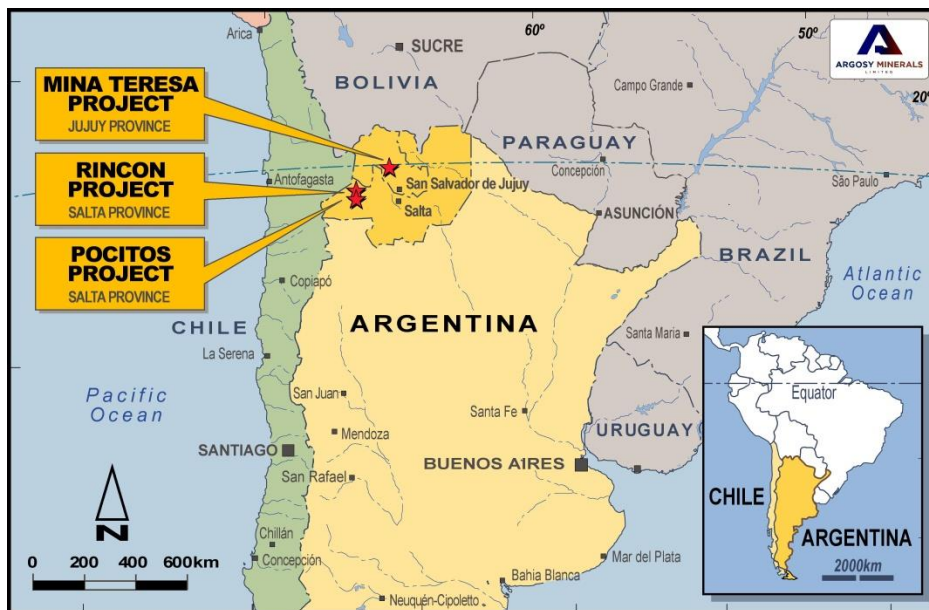 Arica
SUCRE
60°
50°
ARGOSY MINERALS
LIMITED
BOLIVIA
Campo Grande
20°
MINA TERESA
PROJECT
JUJUY PROVINCE
PARAGUAY
Concepción
RINCON
PROJECT
SALTA PROVINCE
Antofagasta
San Salvador de Jujuy
Salta
São Paulo
ASUNCIÓN
POCITOS
PROJECT
SALTA PROVINCE
BRAZIL
Atlantic
Ocean
Copiapó
CHILE
ARGENTINA
Santa Maria
La Serena
Pacific
Ocean
San Juan
Santa Fe
Mendoza
URUGUAY
SANTIAGO
BUENOS AIRES
San Rafael
N
Chillán
Concepción
0 200 400 600km
Mar del Plata
Bahia Blanca
Neuquén-Cipoletto
Equator
CHILE
ARGENTINA
2000km